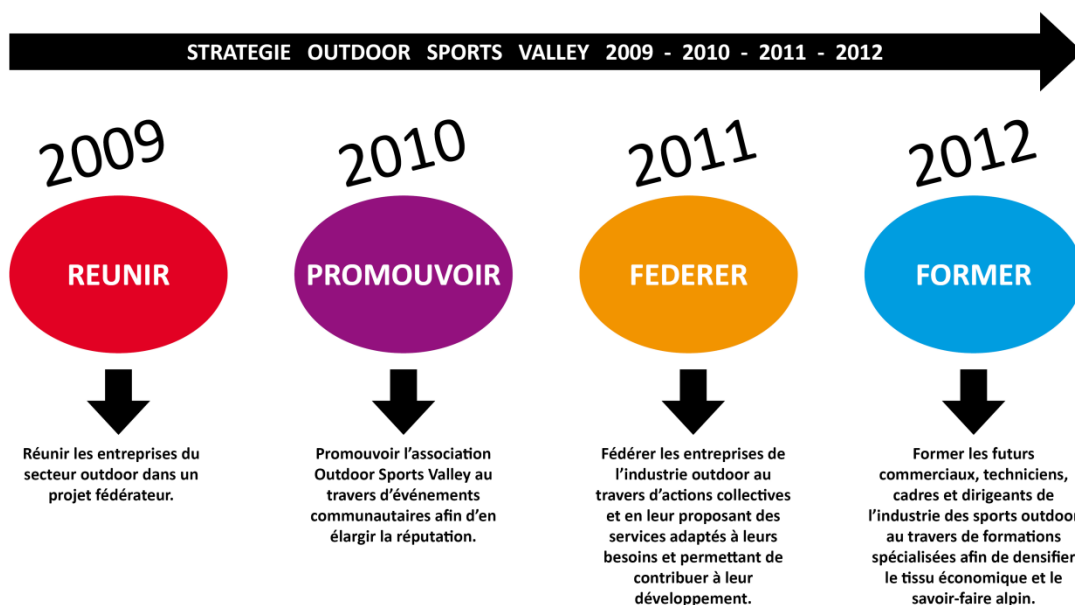 STRATEGIE OUTDOOR SPORTS VALLEY 2009 - 2010 - 2011 - 2012
2009
2010
2011
2012
REUNIR
PROMOUVOIR
FEDERER
FORMER
Réunir les entreprises du
secteur outdoor dans un
projet fédérateur.
Promouvoir l’association
Outdoor Sports Valley au
travers d’événements
communautaires afin d’en
élargir la réputation.
Fédérer les entreprises de
l’industrie outdoor au
travers d’actions collectives
et en leur proposant des
services adaptés à leurs
besoins et permettant de
contribuer à leur
développement.
Former les futurs
commerciaux, techniciens,
cadres et dirigeants de
l’industrie des sports outdoor
au travers de formations
spécialisées afin de densifier
le tissu économique et le
savoir-faire alpin.